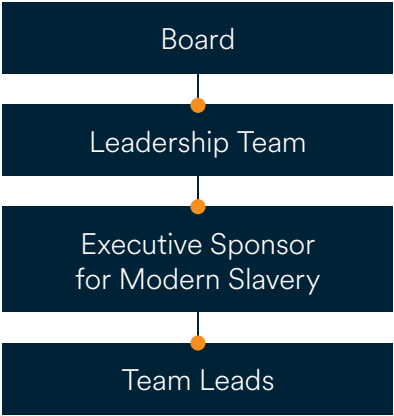 Board
Leadership Team
Executive Sponsor
for Modern Slavery
Team Leads